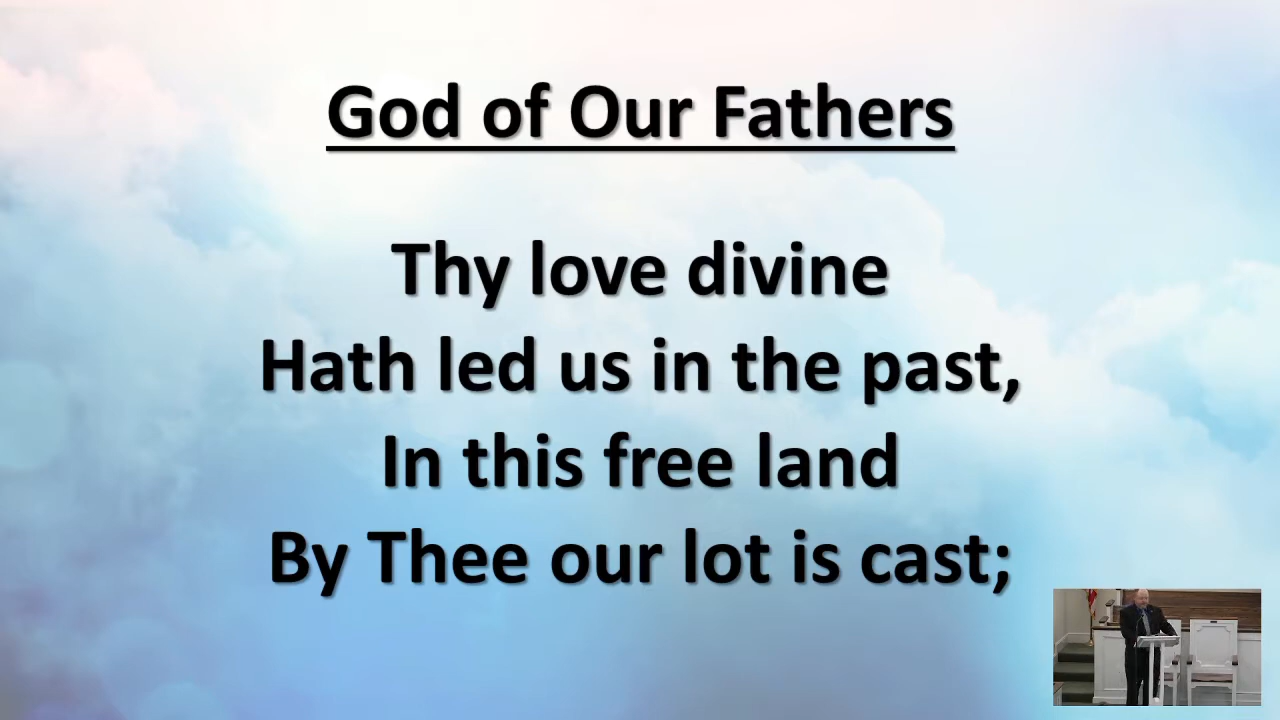 God of Our Fathers
Thy love divine
Hath led us in the past,
In this free land
By Thee our lot is cast;